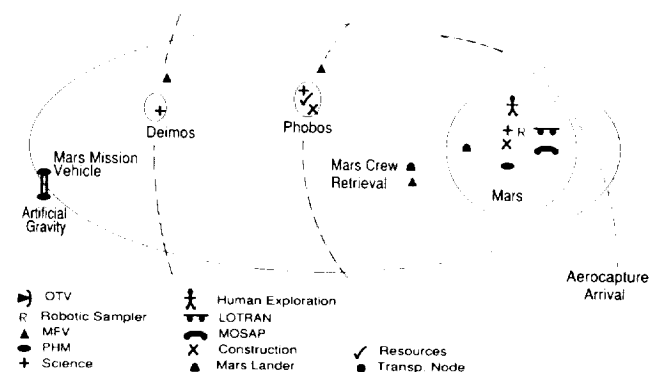 Deimos
Phobos
Mars Mission
Vehicle
Artificial
Gravity
Mars Crew
Retrieval
R
Mars
Aerocapture
Arrival
OTV
R Robotic Sampler
MEV
PHM
+ Science
Human Exploration
LOTRAN
MOSAP
X Construction
Mars Lander
✓ Resources
Transp. Node